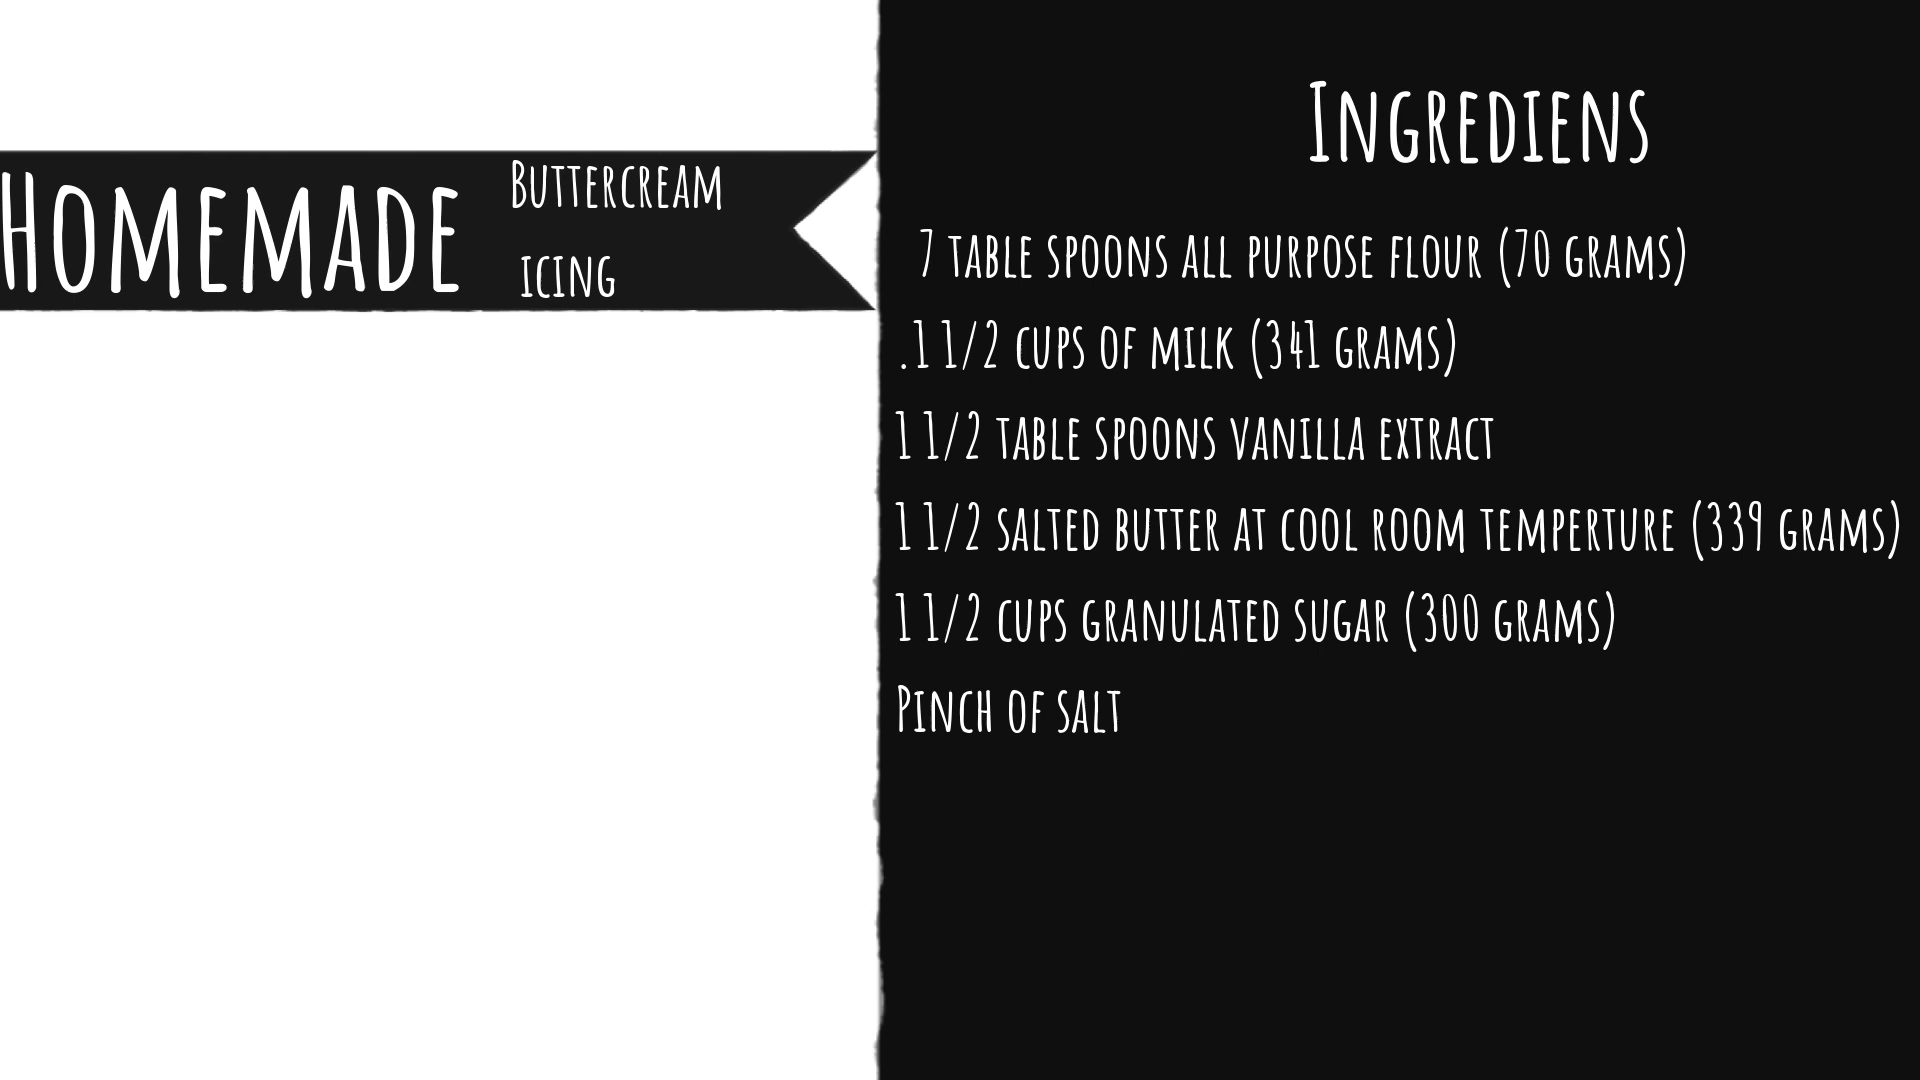 Homemade
Buttercream
icing
Ingrediens
7 table spoons all purpose flour (70 grams)
.1 1/2 cups of milk (341 grams)
1 1/2 table spoons vanilla extract
1 1/2 salted butter at cool room temperture (339 grams)
1 1/2 cups granulated sugar (300 grams)
Pinch of salt